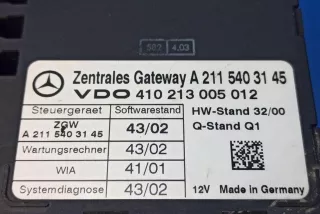 582 4.03
Zentrales Gateway A 211 540 31 45
VDO 410 213 005 012
Steuergeraet Softwarestand HW-Stand 32/00
ZGW
A 211 540 31 45 43/02 Q-Stand Q1
Wartungsrechner 43/02
WIA 41/01
Systemdiagnose 43/02 12V Made in Germany